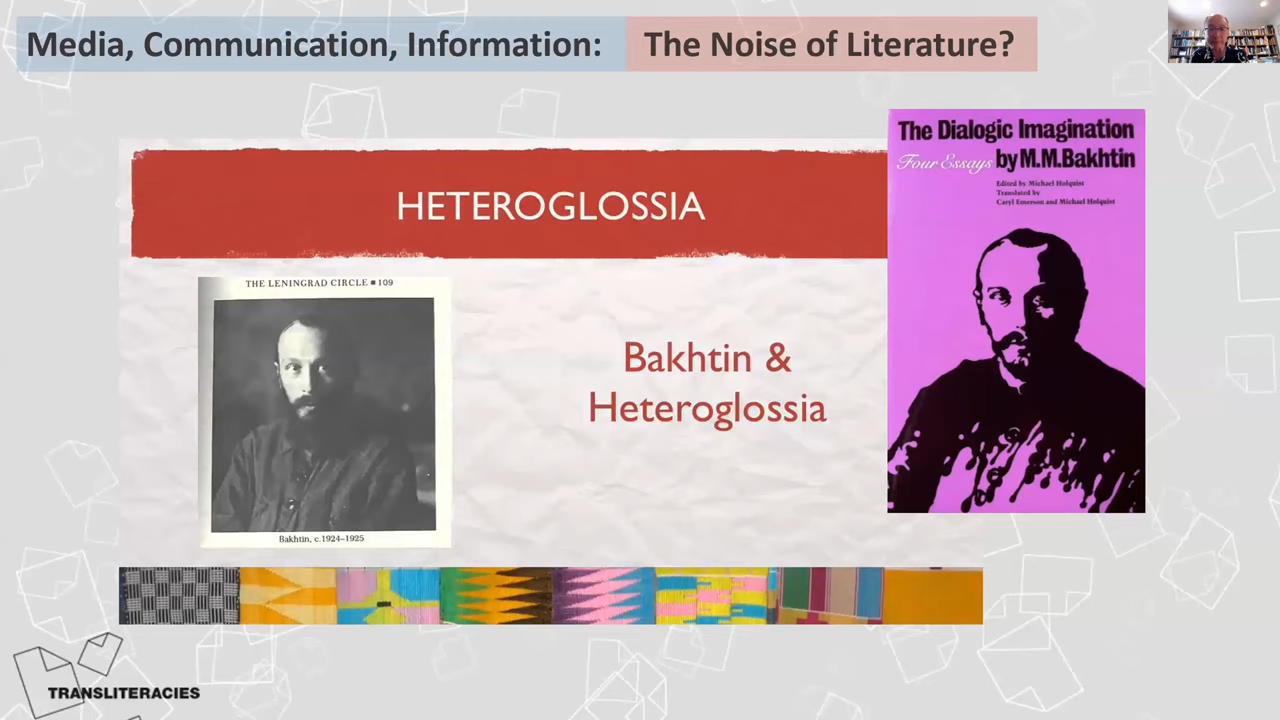 Media, Communication, Information: The Noise of Literature?
HETEROGLOSSIA
THE LENINGRAD CIRCLE ■ 109
Bakhtin, c.1924–1925
Bakhtin &
Heteroglossia
The Dialogic Imagination
Four Essays by M.M.Bakhtin
Edited by Michael Holquist
Translated by
Caryl Emerson and Michael Holquist
TRANSLITERACIES